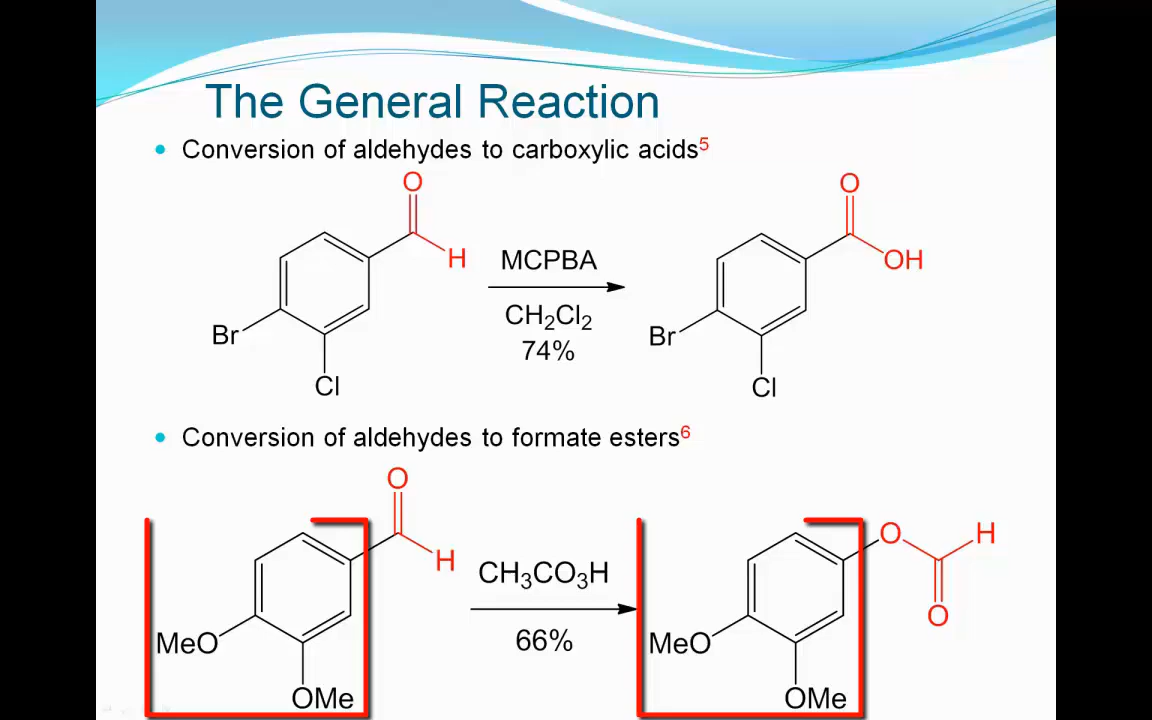 The General Reaction
• Conversion of aldehydes to carboxylic acids⁵
O
H
Br
Cl
MCPBA
CH₂Cl₂
74%
O
OH
Br
Cl
• Conversion of aldehydes to formate esters⁶
O
H
MeO
OMe
CH₃CO₃H
66%
O
H
O
MeO
OMe